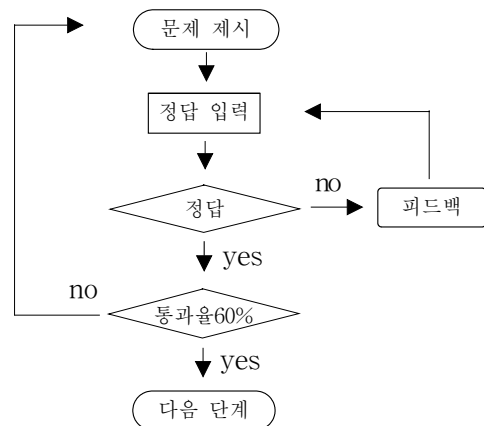 문제 제시
정답 입력
정답
no
피드백
yes
no
통과율60%
yes
다음 단계